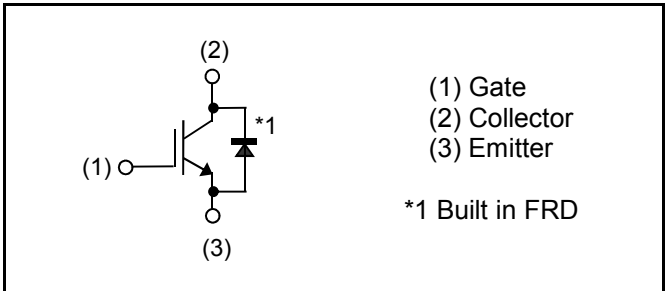 (2)
*1
(1)
(3)
(1) Gate
(2) Collector
(3) Emitter
*1 Built in FRD